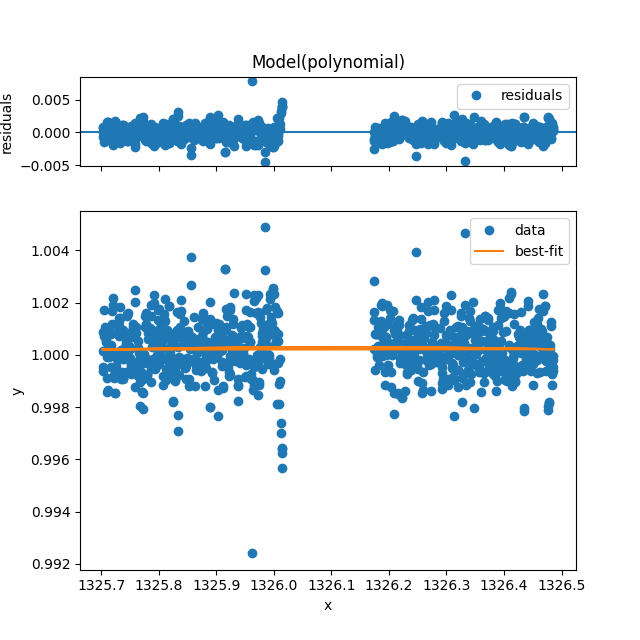 Model(polynomial)
residuals
0.005
0.000
−0.005
residuals
data
best-fit
y
1.004
1.002
1.000
0.998
0.996
0.994
0.992
1325.7 1325.8 1325.9 1326.0 1326.1 1326.2 1326.3 1326.4 1326.5
x